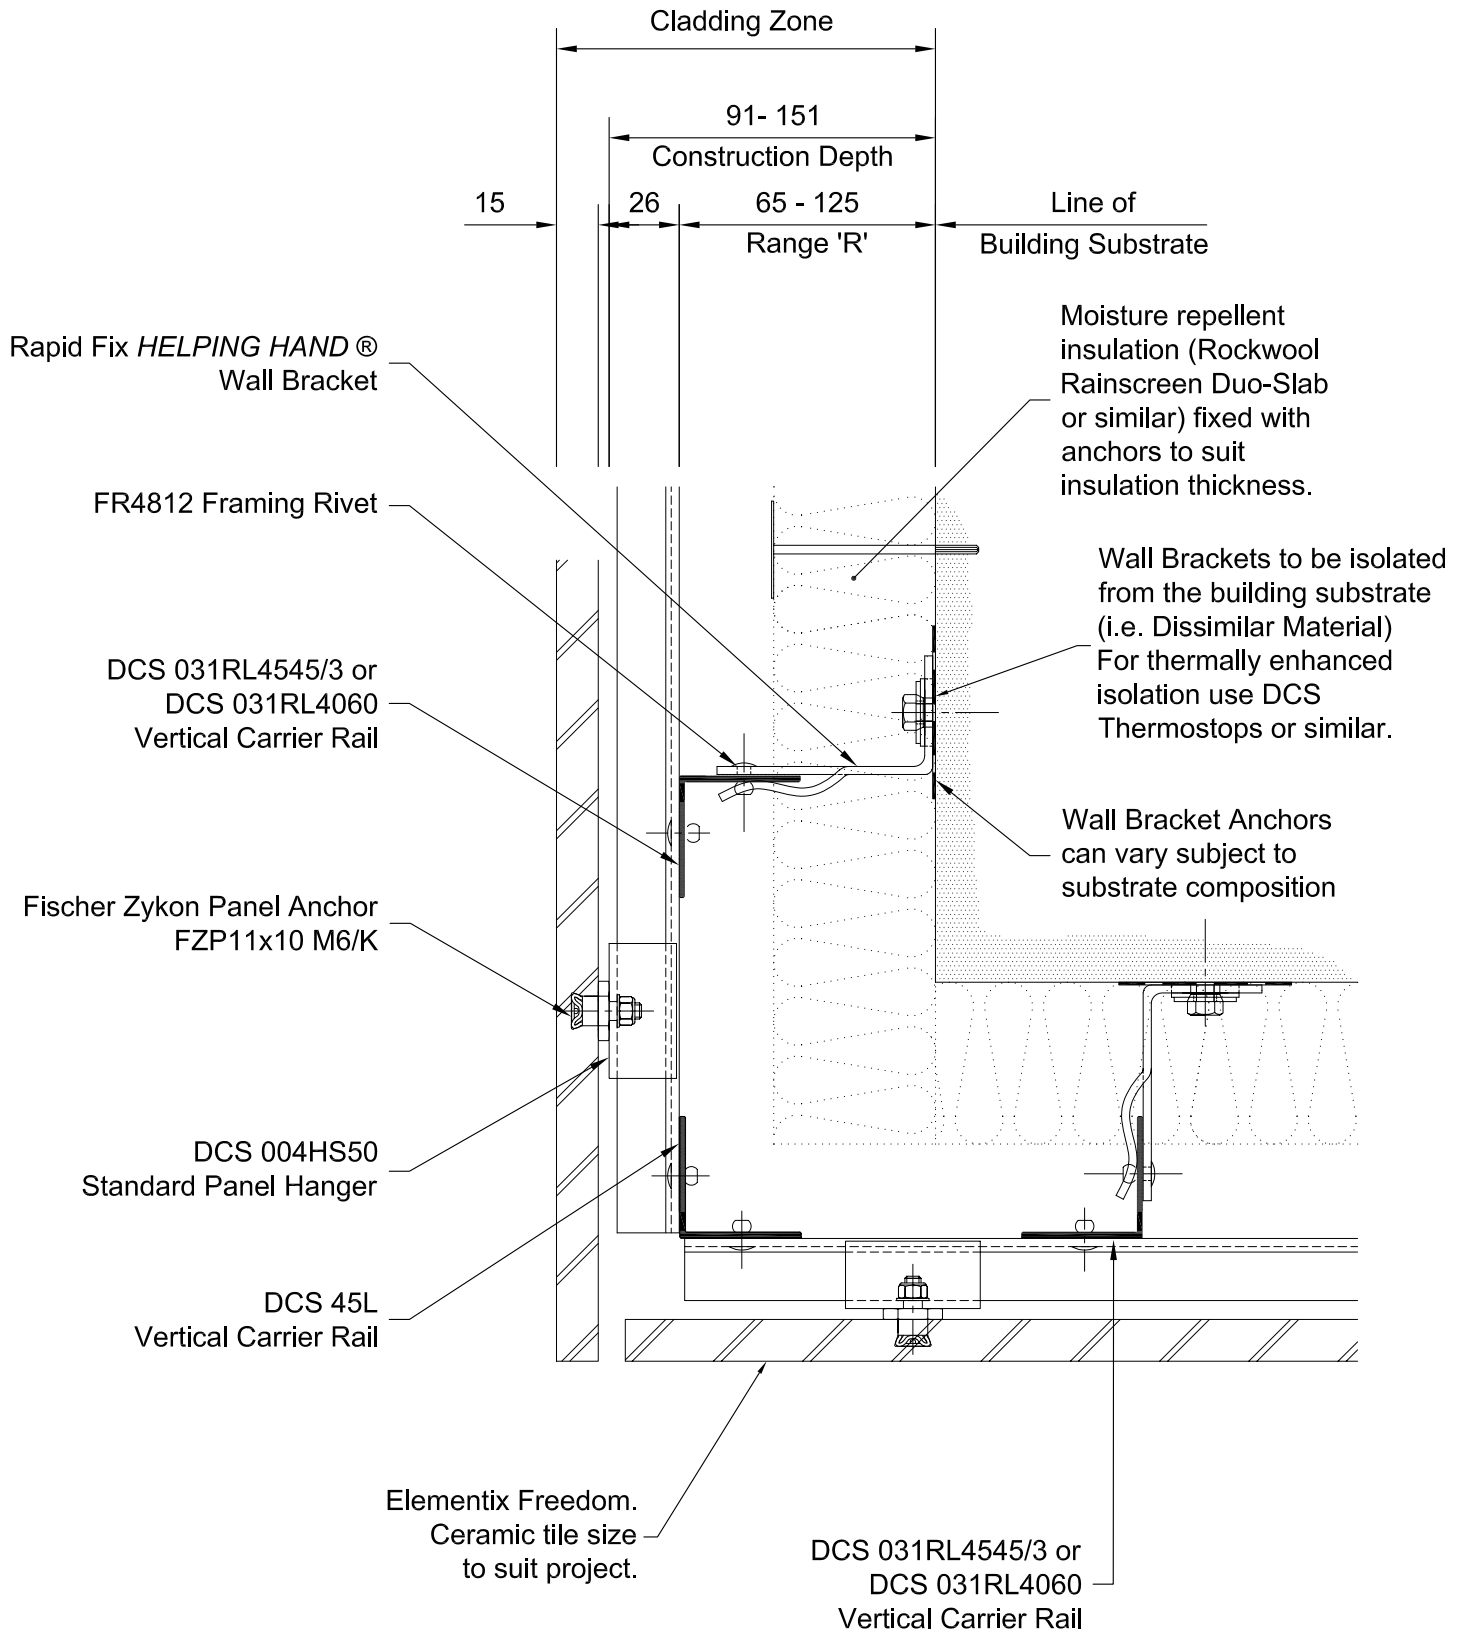 Cladding Zone
91- 151
Construction Depth
15
26
65 - 125
Line of
Range 'R'
Building Substrate
Moisture repellent
insulation (Rockwool
Rainscreen Duo-Slab
or similar) fixed with
anchors to suit
insulation thickness.
Rapid Fix HELPING HAND ®
Wall Bracket
FR4812 Framing Rivet
Wall Brackets to be isolated
from the building substrate
(i.e. Dissimilar Material)
For thermally enhanced
isolation use DCS
Thermostops or similar.
DCS 031RL4545/3 or
DCS 031RL4060
Vertical Carrier Rail
Wall Bracket Anchors
can vary subject to
substrate composition
Fischer Zykon Panel Anchor
FZP11x10 M6/K
DCS 004HS50
Standard Panel Hanger
DCS 45L
Vertical Carrier Rail
Elementix Freedom.
Ceramic tile size
to suit project.
DCS 031RL4545/3 or
DCS 031RL4060
Vertical Carrier Rail